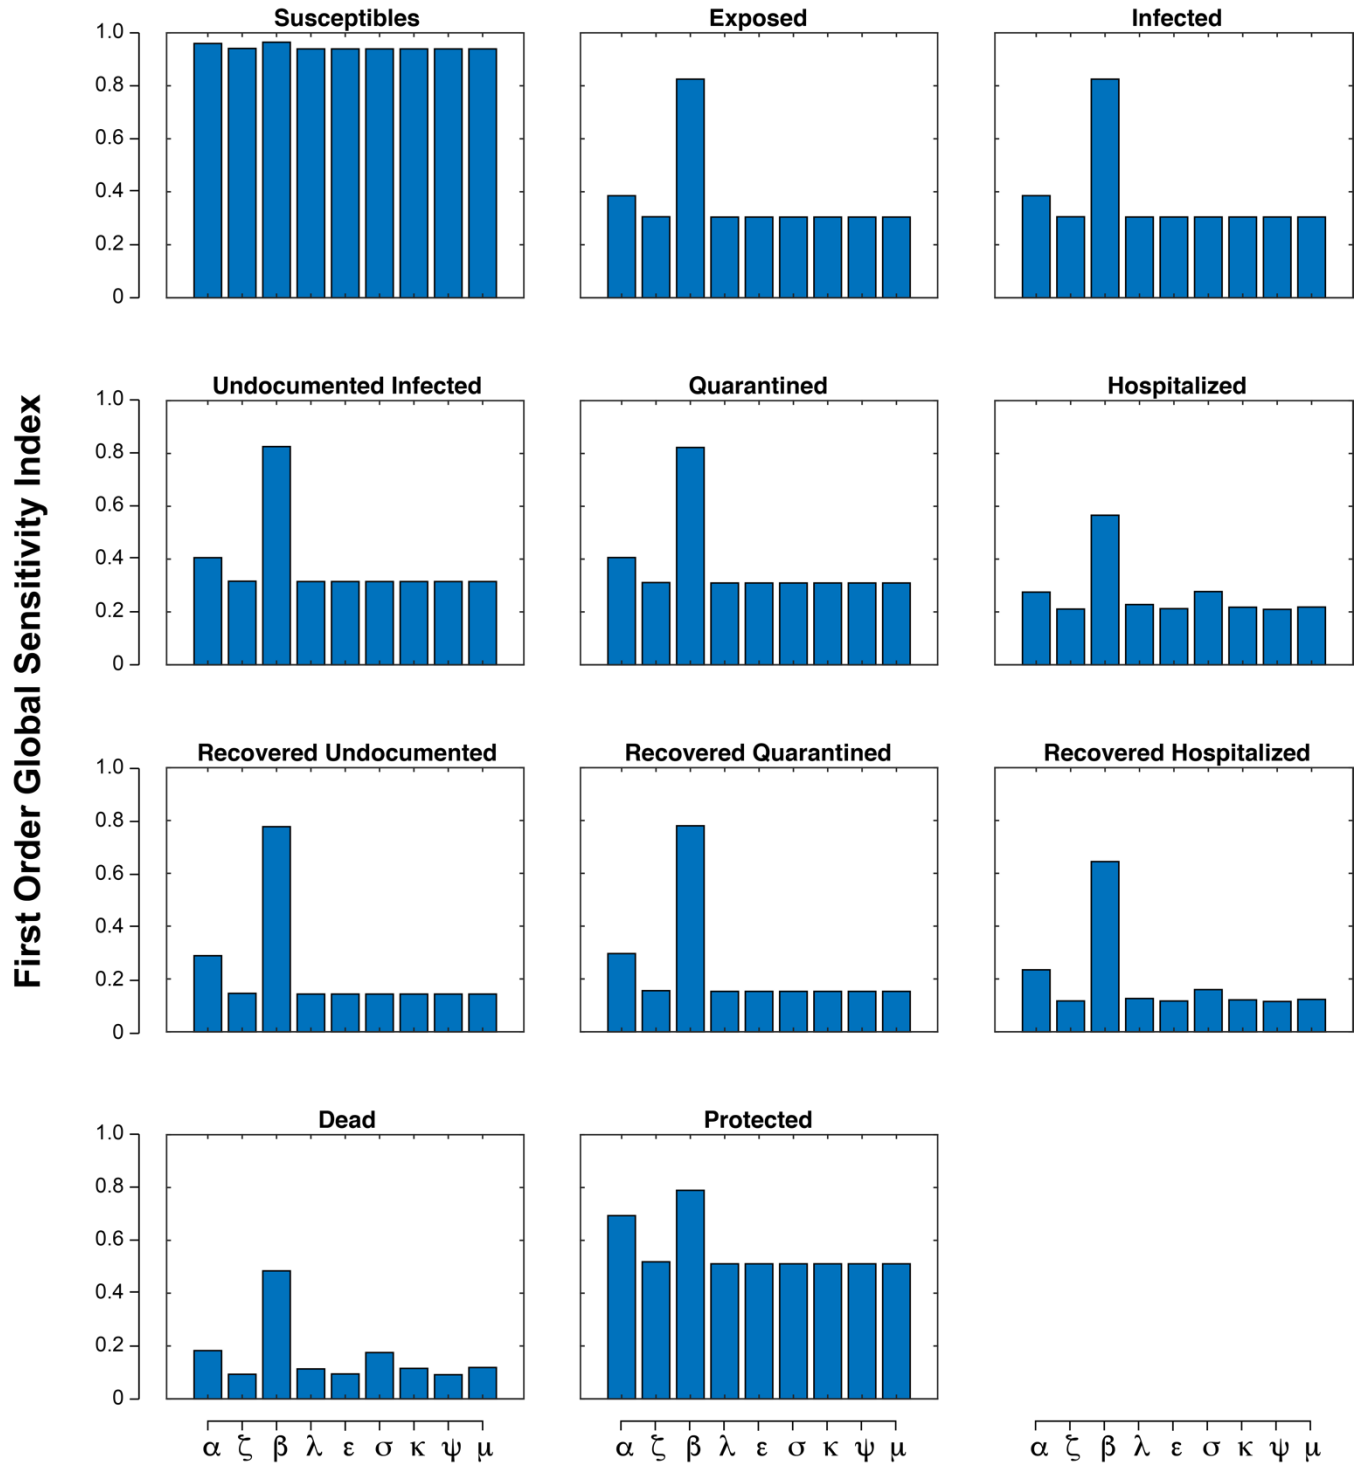 First Order Global Sensitivity Index
Susceptibles
Exposed
Infected
1.0
0.8
0.6
0.4
0.2
0
Undocumented Infected
Quarantined
Hospitalized
1.0
0.8
0.6
0.4
0.2
0
Recovered Undocumented
Recovered Quarantined
Recovered Hospitalized
1.0
0.8
0.6
0.4
0.2
0
Dead
Protected
1.0
0.8
0.6
0.4
0.2
0
α ζ β λ ε σ κ ψ μ
α ζ β λ ε σ κ ψ μ
α ζ β λ ε σ κ ψ μ